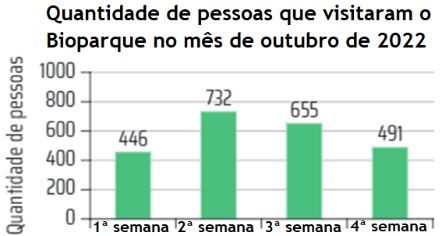 Quantidade de pessoas que visitaram o
Bioparque no mês de outubro de 2022
Quantidade de pessoas
1000
800
600
400
200
0
446
732
655
491
1ª semana 2ª semana 3ª semana 4ª semana